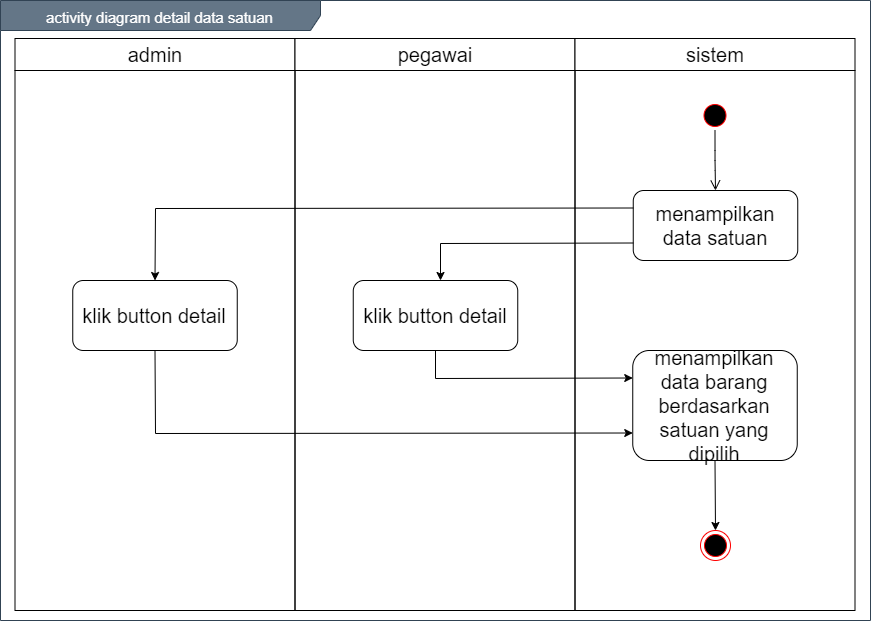 activity diagram detail data satuan
admin
pegawai
sistem
menampilkan
data satuan
klik button detail
klik button detail
menampilkan
data barang
berdasarkan
satuan yang
dipilih